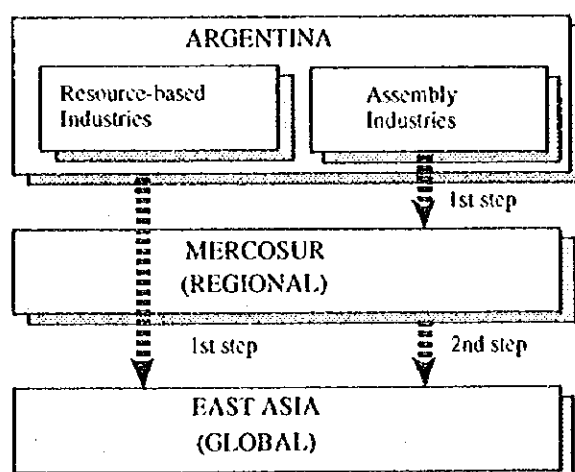 ARGENTINA
Resource-based
Industries
Assembly
Industries
1st step
MERCOSUR
(REGIONAL)
1st step
2nd step
EAST ASIA
(GLOBAL)